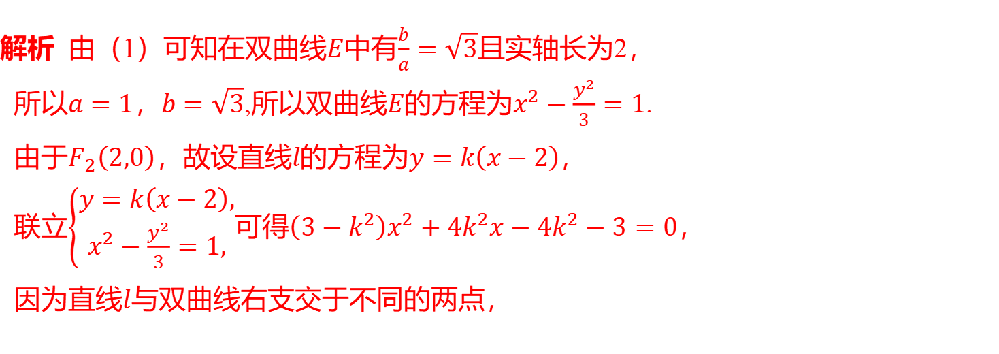 解析 由（1）可知在双曲线$E$中有$\frac{b}{a} = \sqrt{3}$且实轴长为2，
所以$a = 1$，$b = \sqrt{3}$,所以双曲线$E$的方程为$x^2 - \frac{y^2}{3} = 1$.
由于$F_2(2,0)$，故设直线$l$的方程为$y = k(x - 2)$，
联立$\begin{cases} y = k(x - 2), \\ x^2 - \frac{y^2}{3} = 1, \end{cases}$可得$(3 - k^2)x^2 + 4k^2x - 4k^2 - 3 = 0$，
因为直线$l$与双曲线右支交于不同的两点，